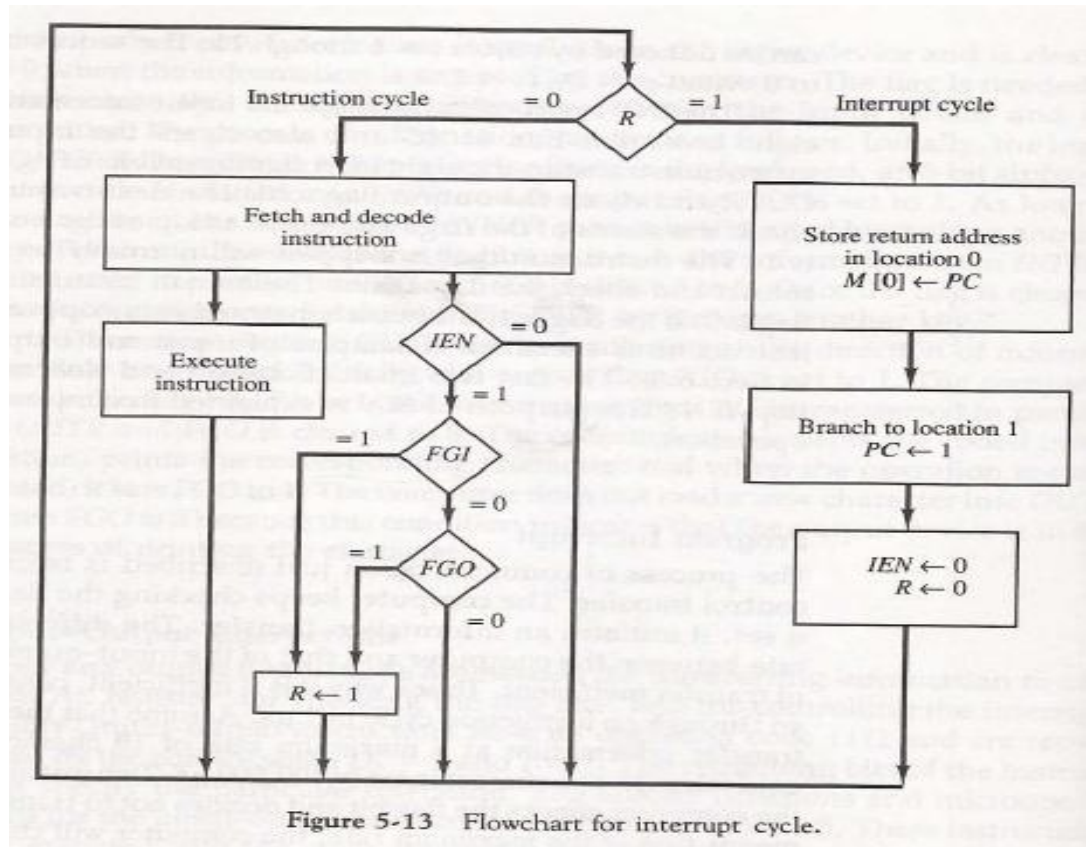 Instruction cycle
= 0
R
= 1
Interrupt cycle
Fetch and decode
instruction
Store return address
in location 0
M [0] ← PC
Execute
instruction
IEN
= 0
= 1
Branch to location 1
PC ← 1
= 1
FGI
= 0
= 1
FGO
= 0
IEN ← 0
R ← 0
R ← 1
Figure 5-13 Flowchart for interrupt cycle.